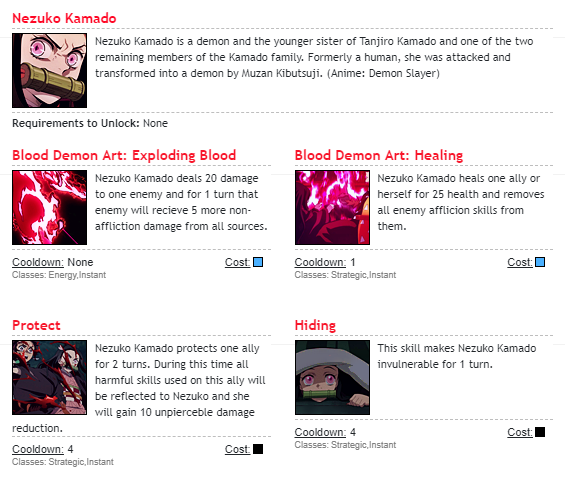 Nezuko Kamado
Nezuko Kamado is a demon and the younger sister of Tanjiro Kamado and one of the two
remaining members of the Kamado family. Formerly a human, she was attacked and
transformed into a demon by Muzan Kibutsuji. (Anime: Demon Slayer)
Requirements to Unlock: None
Blood Demon Art: Exploding Blood
Nezuko Kamado deals 20 damage
to one enemy and for 1 turn that
enemy will recieve 5 more non-
affliction damage from all sources.
Cooldown: None Cost:
Classes: Energy,Instant
Blood Demon Art: Healing
Nezuko Kamado heals one ally or
herself for 25 health and removes
all enemy afflicion skills from
them.
Cooldown: 1 Cost:
Classes: Strategic,Instant
Protect
Nezuko Kamado protects one ally
for 2 turns. During this time all
harmful skills used on this ally will
be reflected to Nezuko and she
will gain 10 unpierceble damage
reduction.
Cooldown: 4 Cost:
Classes: Strategic,Instant
Hiding
This skill makes Nezuko Kamado
invulnerable for 1 turn.
Cooldown: 4 Cost:
Classes: Strategic,Instant